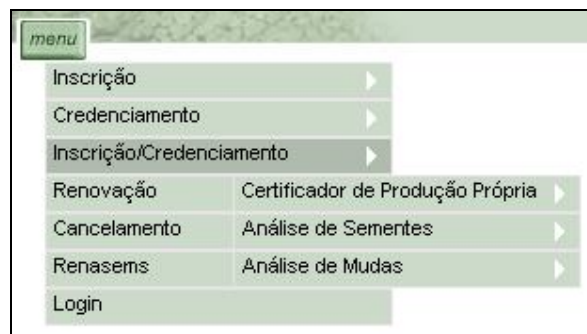 menu
Inscrição
Credenciamento
Inscrição/Credenciamento
Renovação Certificador de Produção Própria
Cancelamento Análise de Sementes
Renasems Análise de Mudas
Login